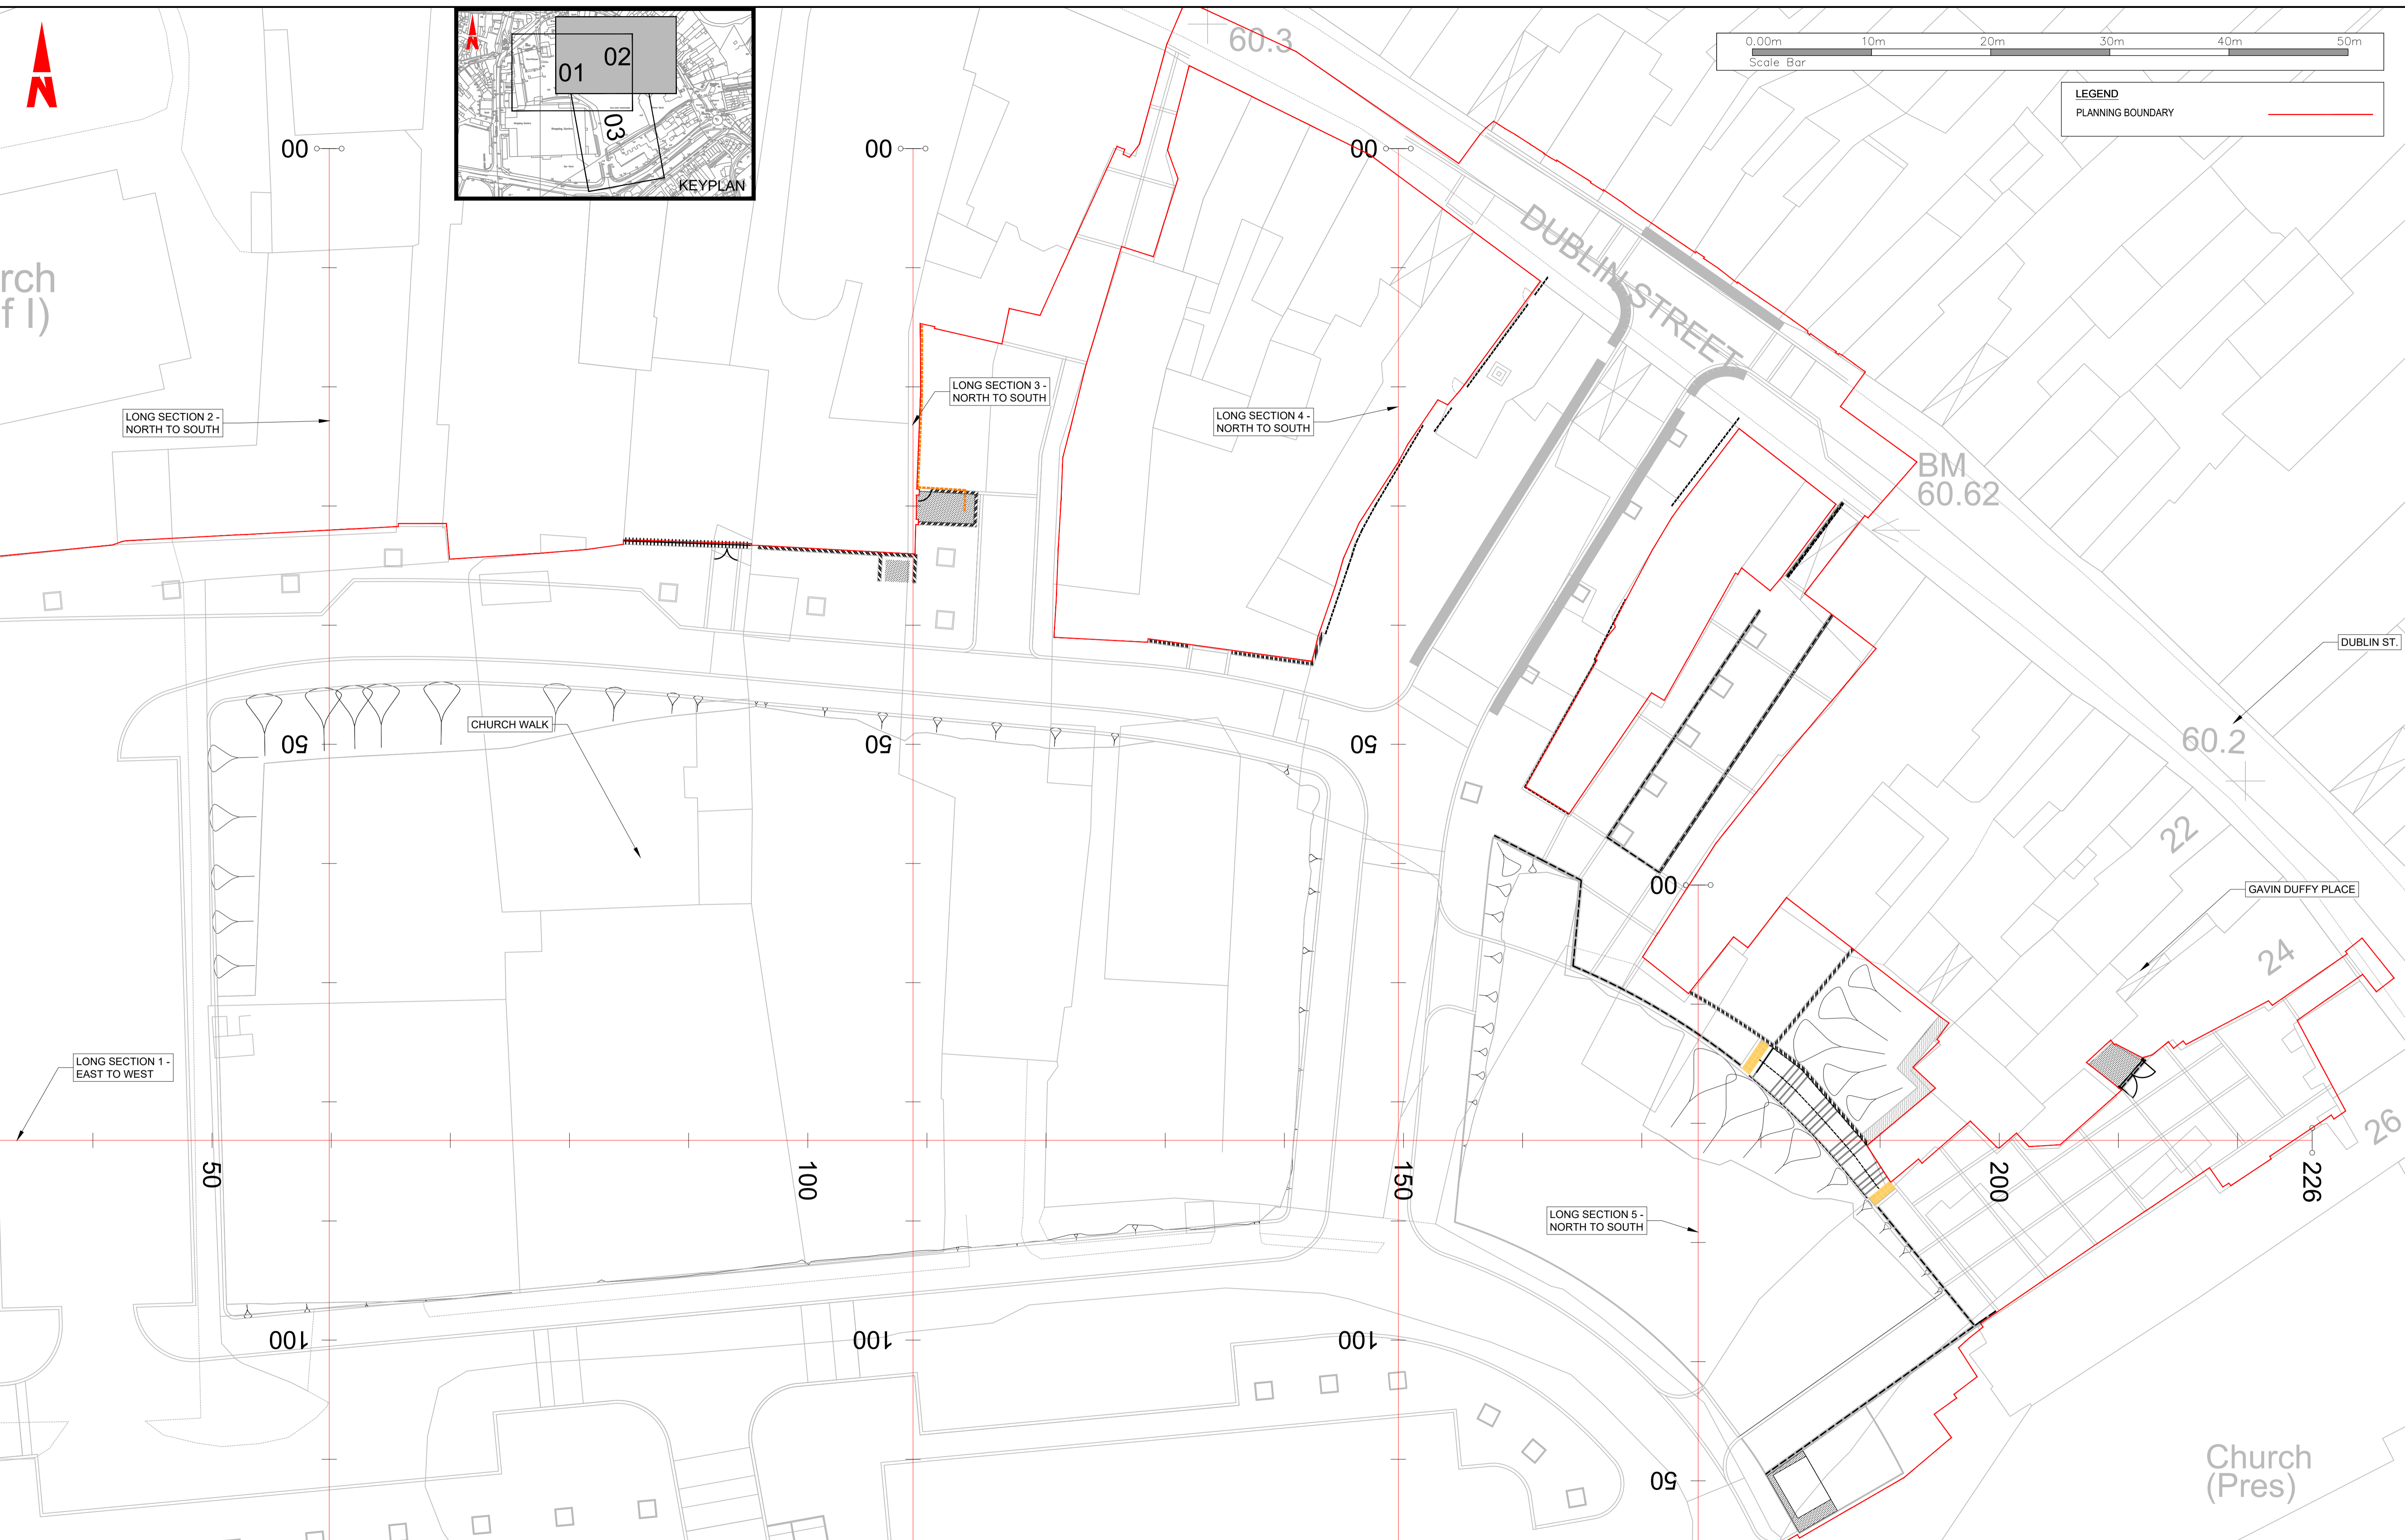 N
N
01
02
03
KEYPLAN
60.3
0.00m 10m 20m 30m 40m 50m
Scale Bar
LEGEND
PLANNING BOUNDARY
00
00
00
DUBLIN STREET
rch
f I)
LONG SECTION 2 -
NORTH TO SOUTH
LONG SECTION 3 -
NORTH TO SOUTH
LONG SECTION 4 -
NORTH TO SOUTH
BM
60.62
DUBLIN ST.
CHURCH WALK
50
50
50
60.2
22
00
GAVIN DUFFY PLACE
24
LONG SECTION 1 -
EAST TO WEST
26
50
100
150
200
226
LONG SECTION 5 -
NORTH TO SOUTH
100
100
100
50
Church
(Pres)